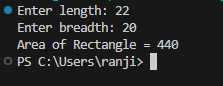 Enter length: 22
Enter breadth: 20
Area of Rectangle = 440
PS C:\Users\ranji>